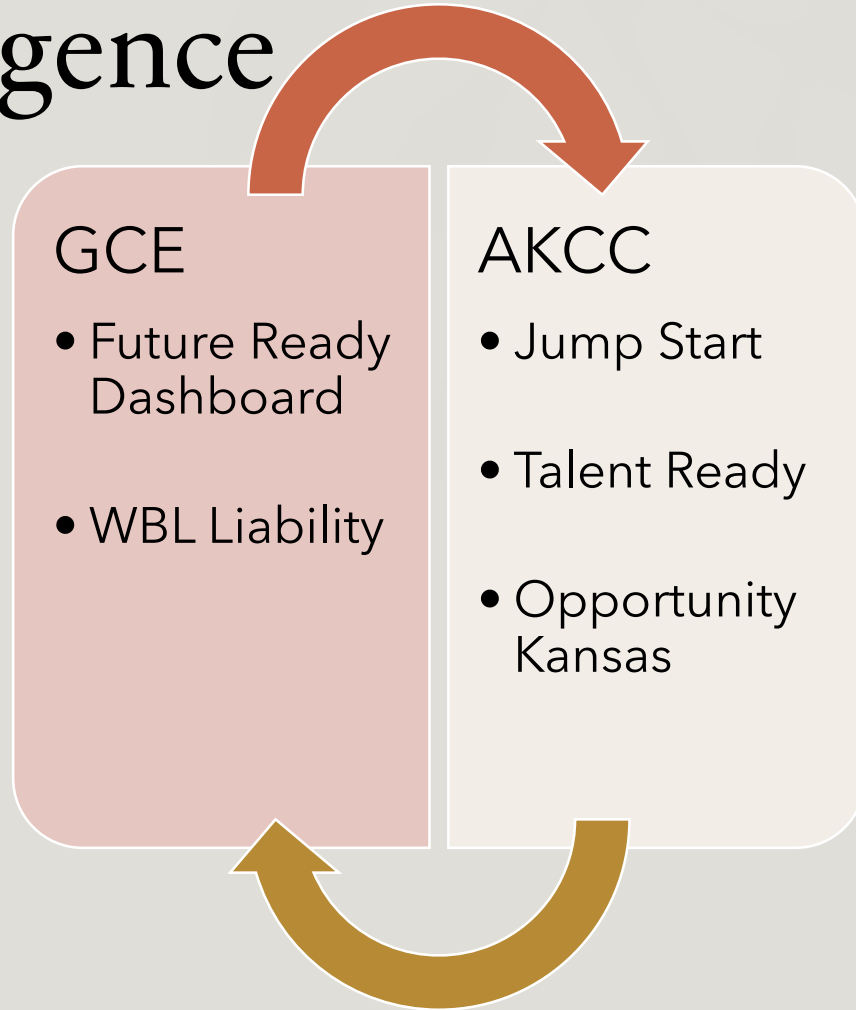 gence
GCE
• Future Ready
Dashboard
• WBL Liability
AKCC
• Jump Start
• Talent Ready
• Opportunity
Kansas